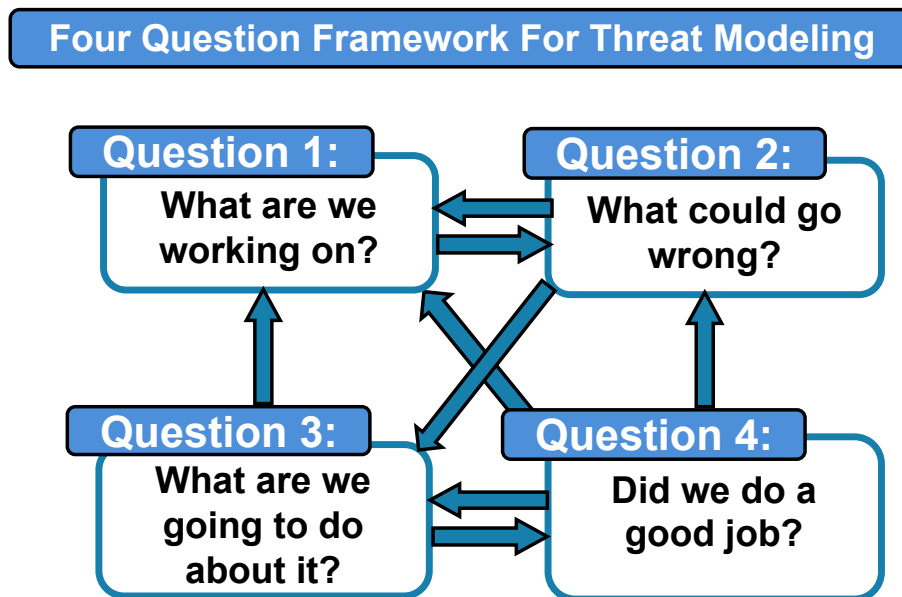 Four Question Framework For Threat Modeling
Question 1:
What are we
working on?
Question 2:
What could go
wrong?
Question 3:
What are we
going to do
about it?
Question 4:
Did we do a
good job?